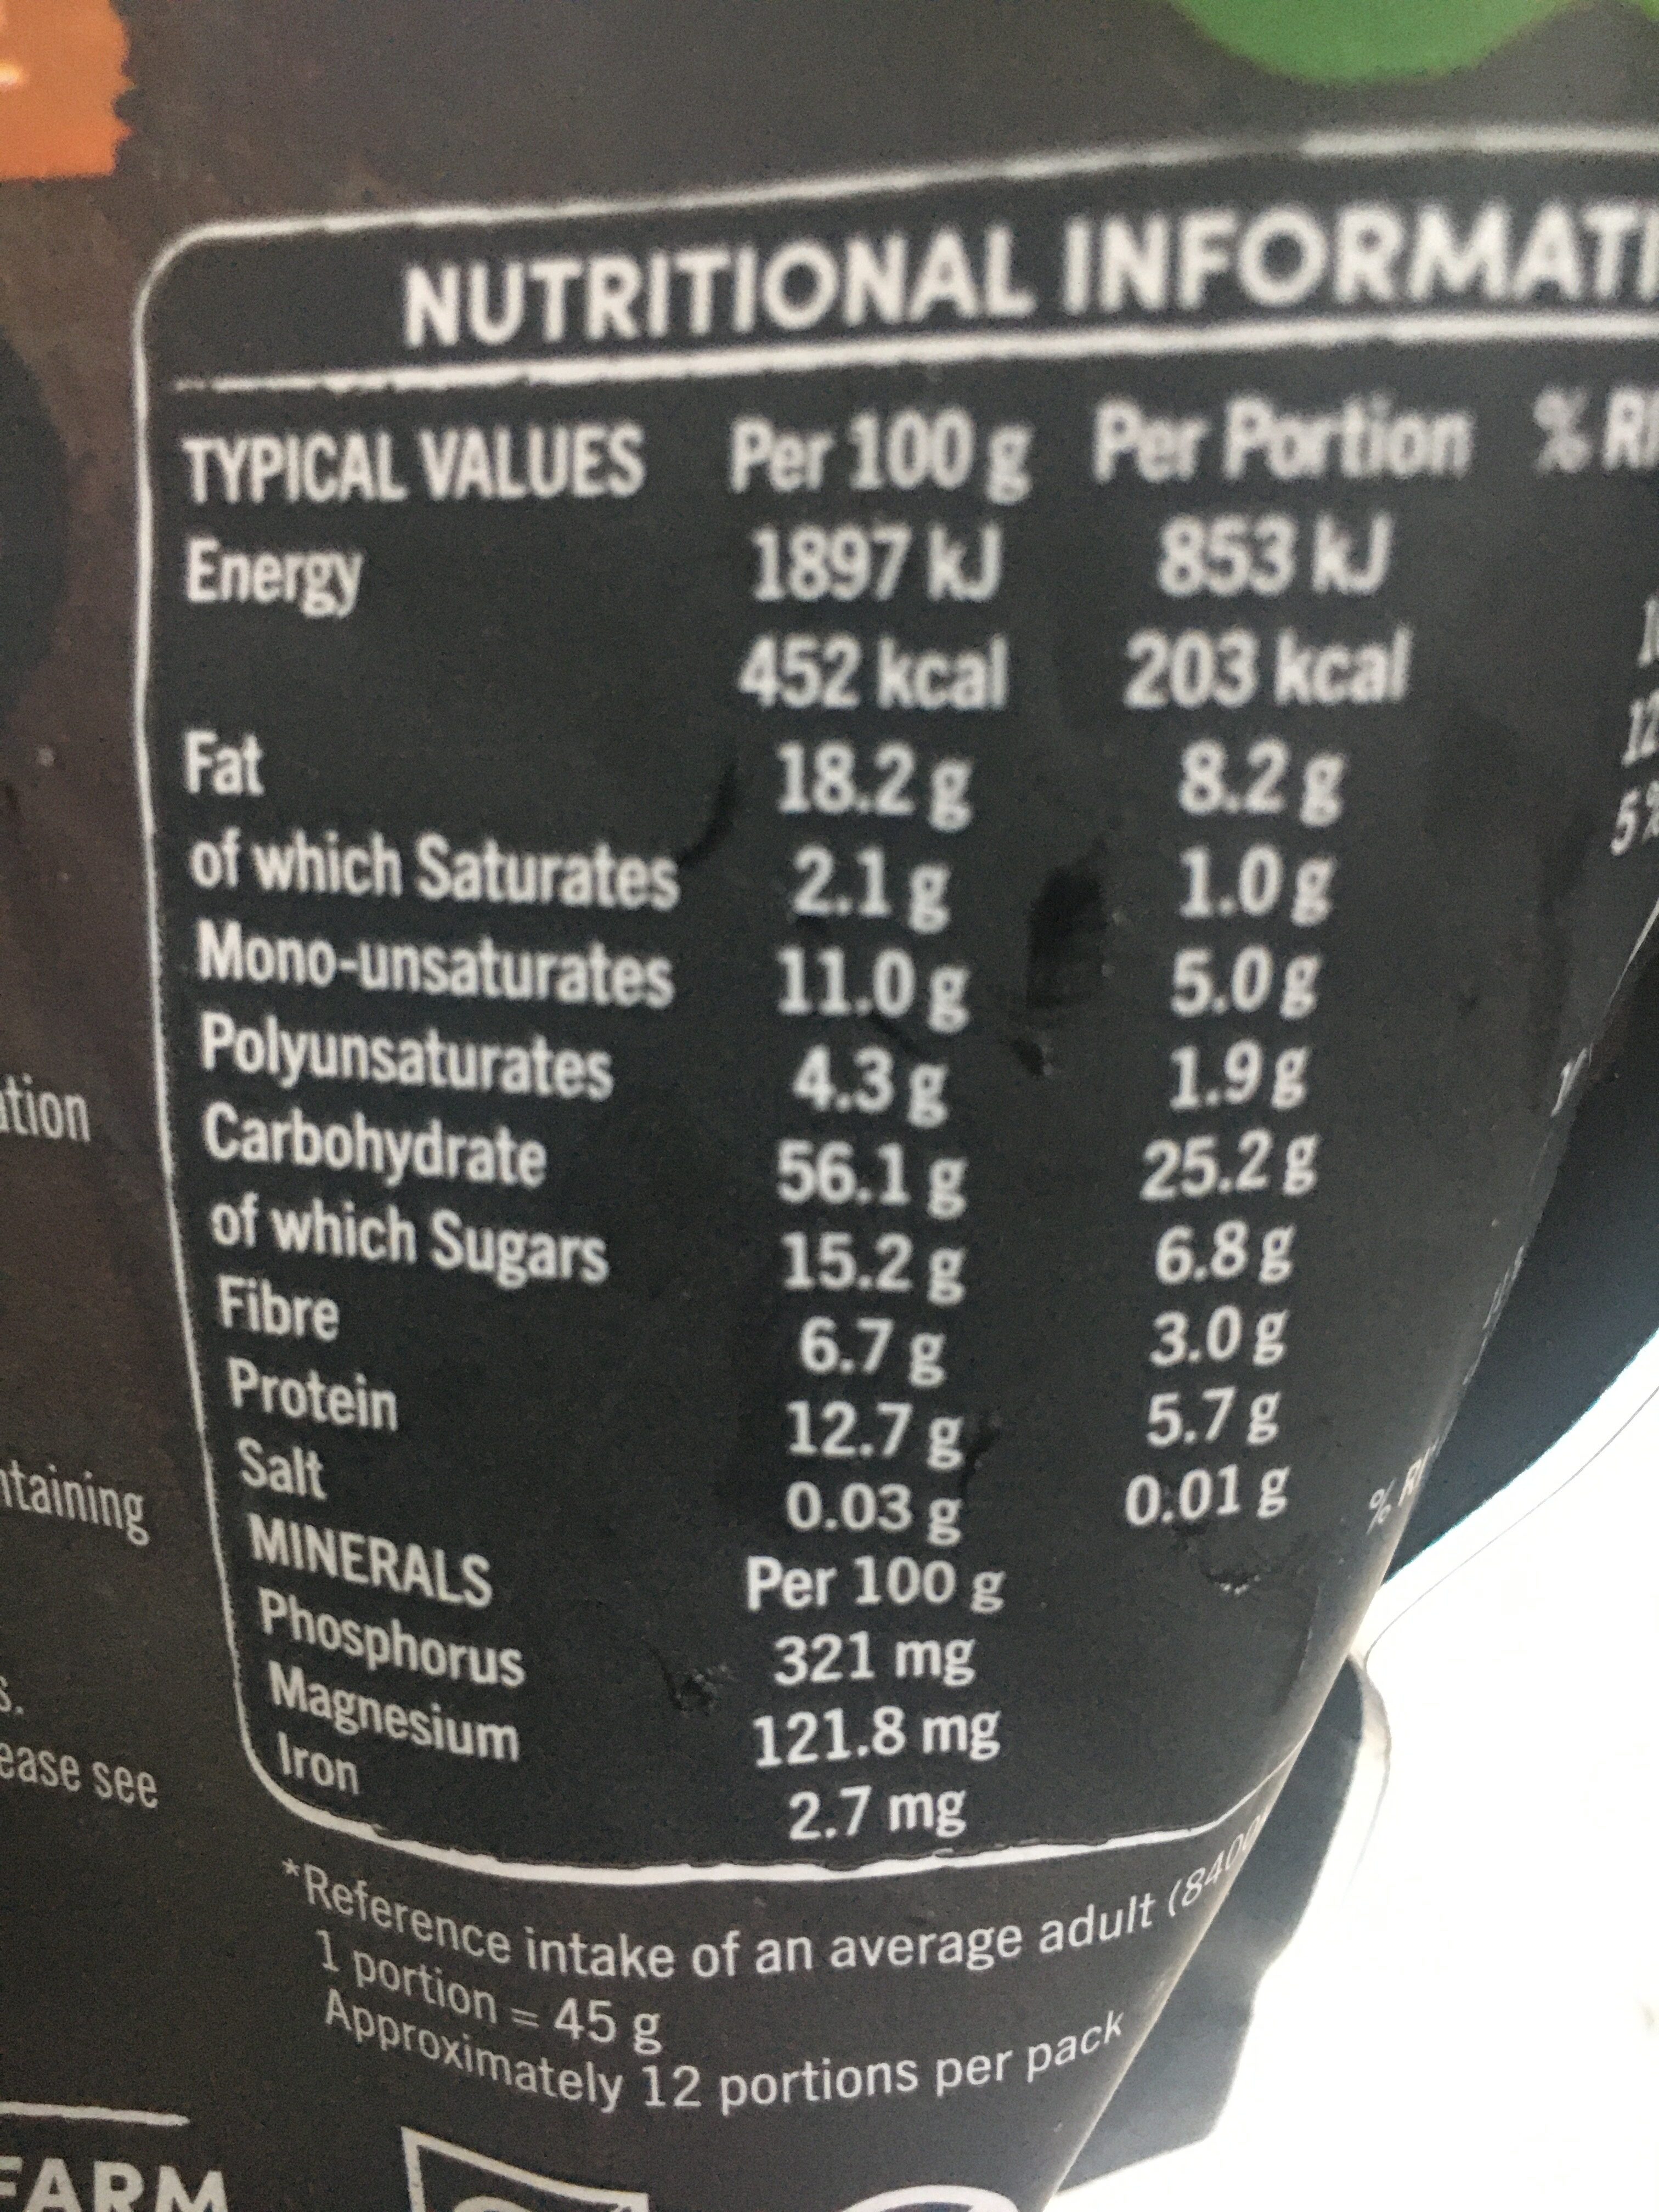 NUTRITIONAL INFORMATI
TYPICAL VALUES Per 100 g Per Portion % RI
Energy 1897 kJ 853 kJ
452 kcal 203 kcal
Fat 18.2 g 8.2 g
of which Saturates 2.1 g 1.0 g
Mono-unsaturates 11.0 g 5.0 g
Polyunsaturates 4.3 g 1.9 g
Carbohydrate 56.1 g 25.2 g
of which Sugars 15.2 g 6.8 g
Fibre 6.7 g 3.0 g
Protein 12.7 g 5.7 g
Salt 0.03 g 0.01 g
MINERALS Per 100 g % RI
Phosphorus 321 mg
Magnesium 121.8 mg
Iron 2.7 mg
*Reference intake of an average adult (840
1 portion = 45 g
Approximately 12 portions per pack
ation
ntaining
s.
ease see
FARM